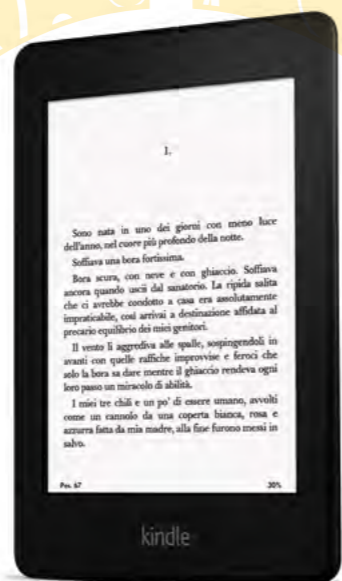 1.
Sono nata in uno dei giorni con meno luce
dell'anno, nel cuore più profondo della notte.
Soffiava una bora fortissima.
Bora scura, con neve e con ghiaccio. Soffiava
ancora quando uscii dal sanatorio. La ripida salita
che ci avrebbe condotto a casa era assolutamente
impraticabile, così arrivai a destinazione affidata al
precario equilibrio dei miei genitori.
Il vento li aggrediva alle spalle, sospingendoli in
avanti con quelle raffiche improvvise e feroci che
solo la bora sa dare mentre il ghiaccio rendeva ogni
loro passo un miracolo di abilità.
I miei tre chili e un po' di essere umano, avvolti
come un cannolo da una coperta bianca, rosa e
azzurra fatta da mia madre, alla fine furono messi in
salvo.
Pos. 67 30%
kindle